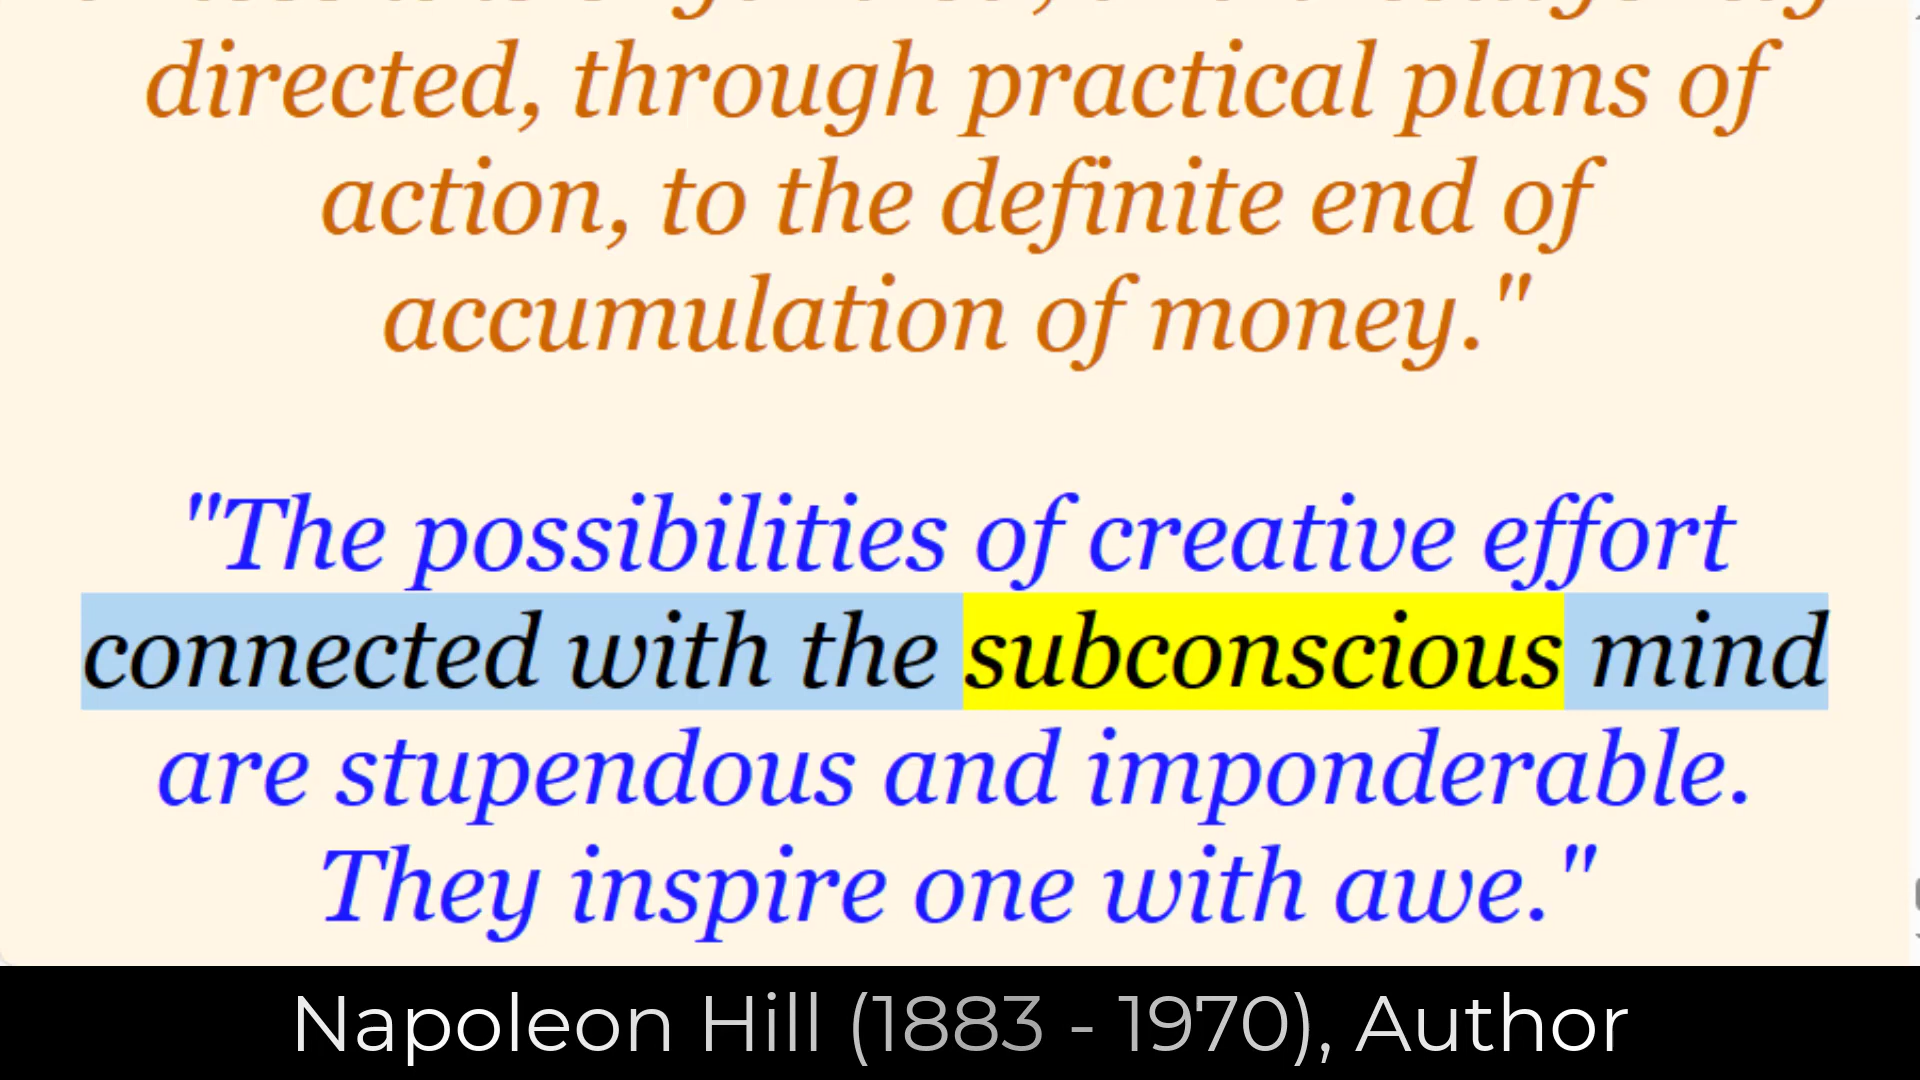 directed, through practical plans of
action, to the definite end of
accumulation of money."
"The possibilities of creative effort
connected with the subconscious mind
are stupendous and imponderable.
They inspire one with awe."
Napoleon Hill (1883 - 1970), Author